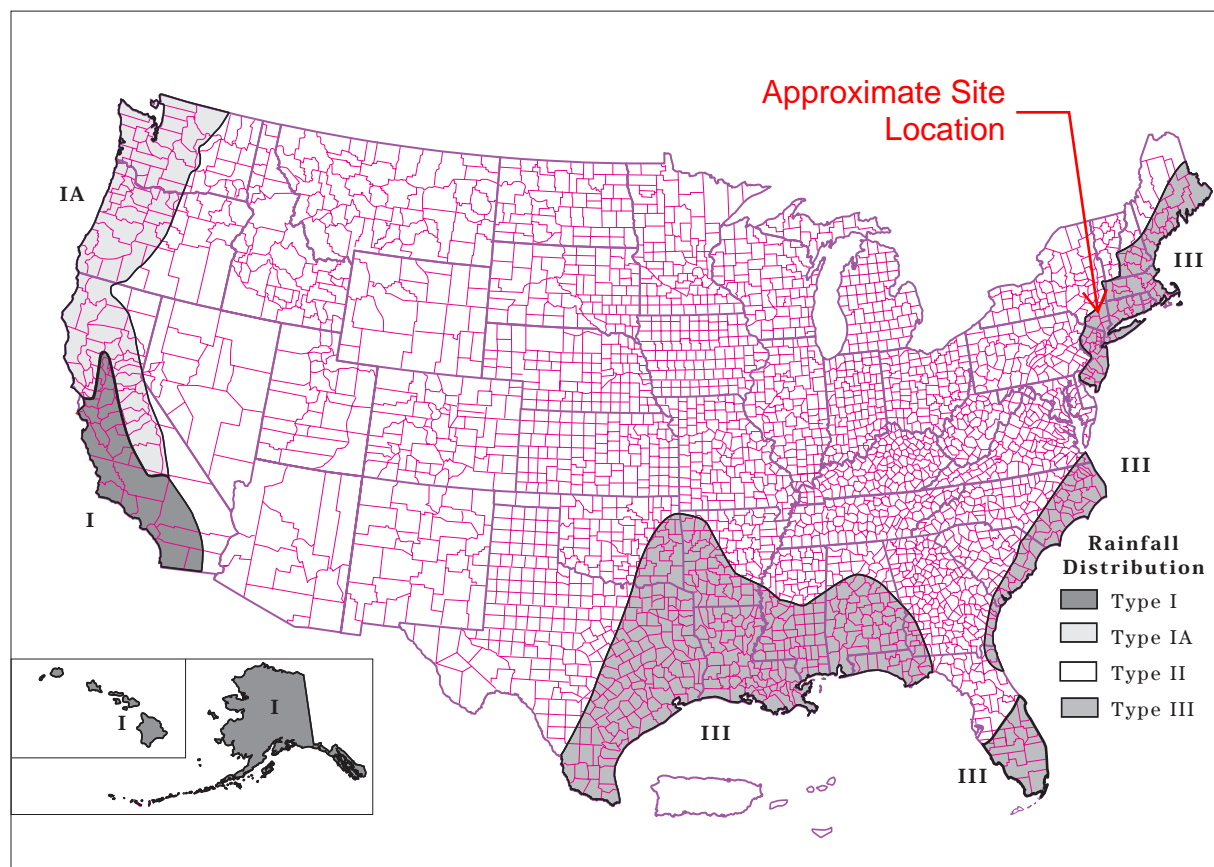 Approximate Site
Location
IA
III
III
I
Rainfall
Distribution
Type I
Type IA
Type II
Type III
I
I
III
III